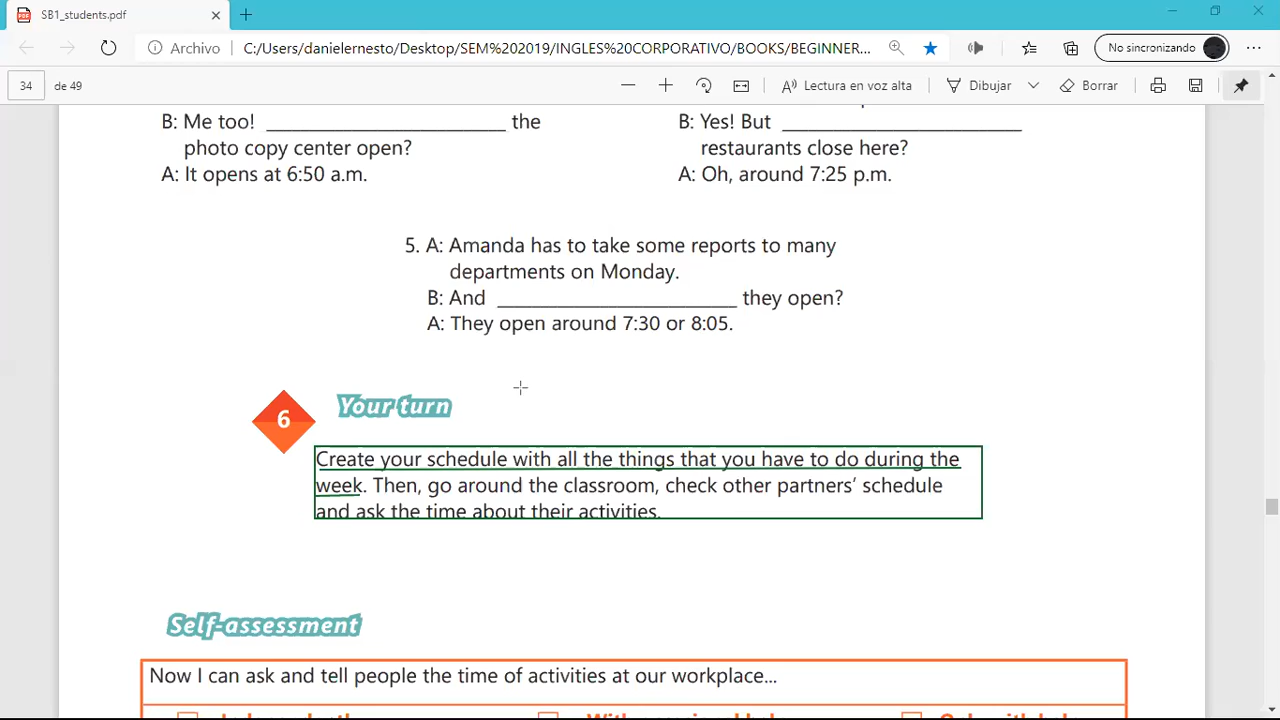 SB1_students.pdf
Archivo
C:/Users/danielernesto/Desktop/SEM%202019/INGLES%20CORPORATIVO/BOOKS/BEGINNER...
No sincronizando
34 de 49
Lectura en voz alta
Dibujar
Borrar
B: Me too! ______________________ the
photo copy center open?
A: It opens at 6:50 a.m.
B: Yes! But ______________________
restaurants close here?
A: Oh, around 7:25 p.m.
5. A: Amanda has to take some reports to many
departments on Monday.
B: And ______________________ they open?
A: They open around 7:30 or 8:05.
6
Your turn
Create your schedule with all the things that you have to do during the
week. Then, go around the classroom, check other partners' schedule
and ask the time about their activities.
Self-assessment
Now I can ask and tell people the time of activities at our workplace...